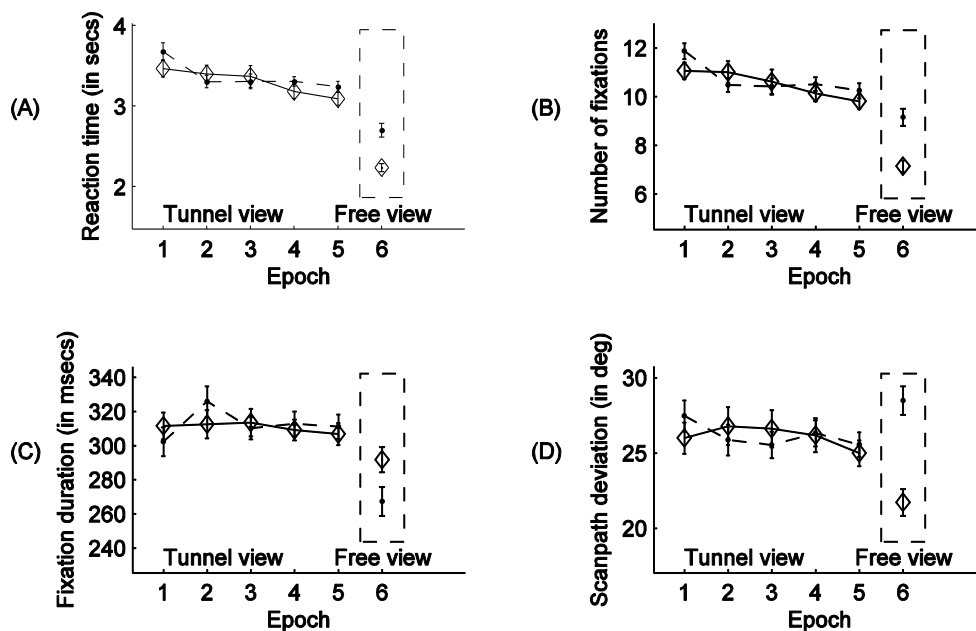 (A)
Reaction time (in secs)
4
3
2
Tunnel view
Free view
1 2 3 4 5 6
Epoch
(B)
Number of fixations
12
10
8
6
Tunnel view
Free view
1 2 3 4 5 6
Epoch
(C)
Fixation duration (in msecs)
340
320
300
280
260
240
Tunnel view
Free view
1 2 3 4 5 6
Epoch
(D)
Scanpath deviation (in deg)
30
25
20
Tunnel view
Free view
1 2 3 4 5 6
Epoch